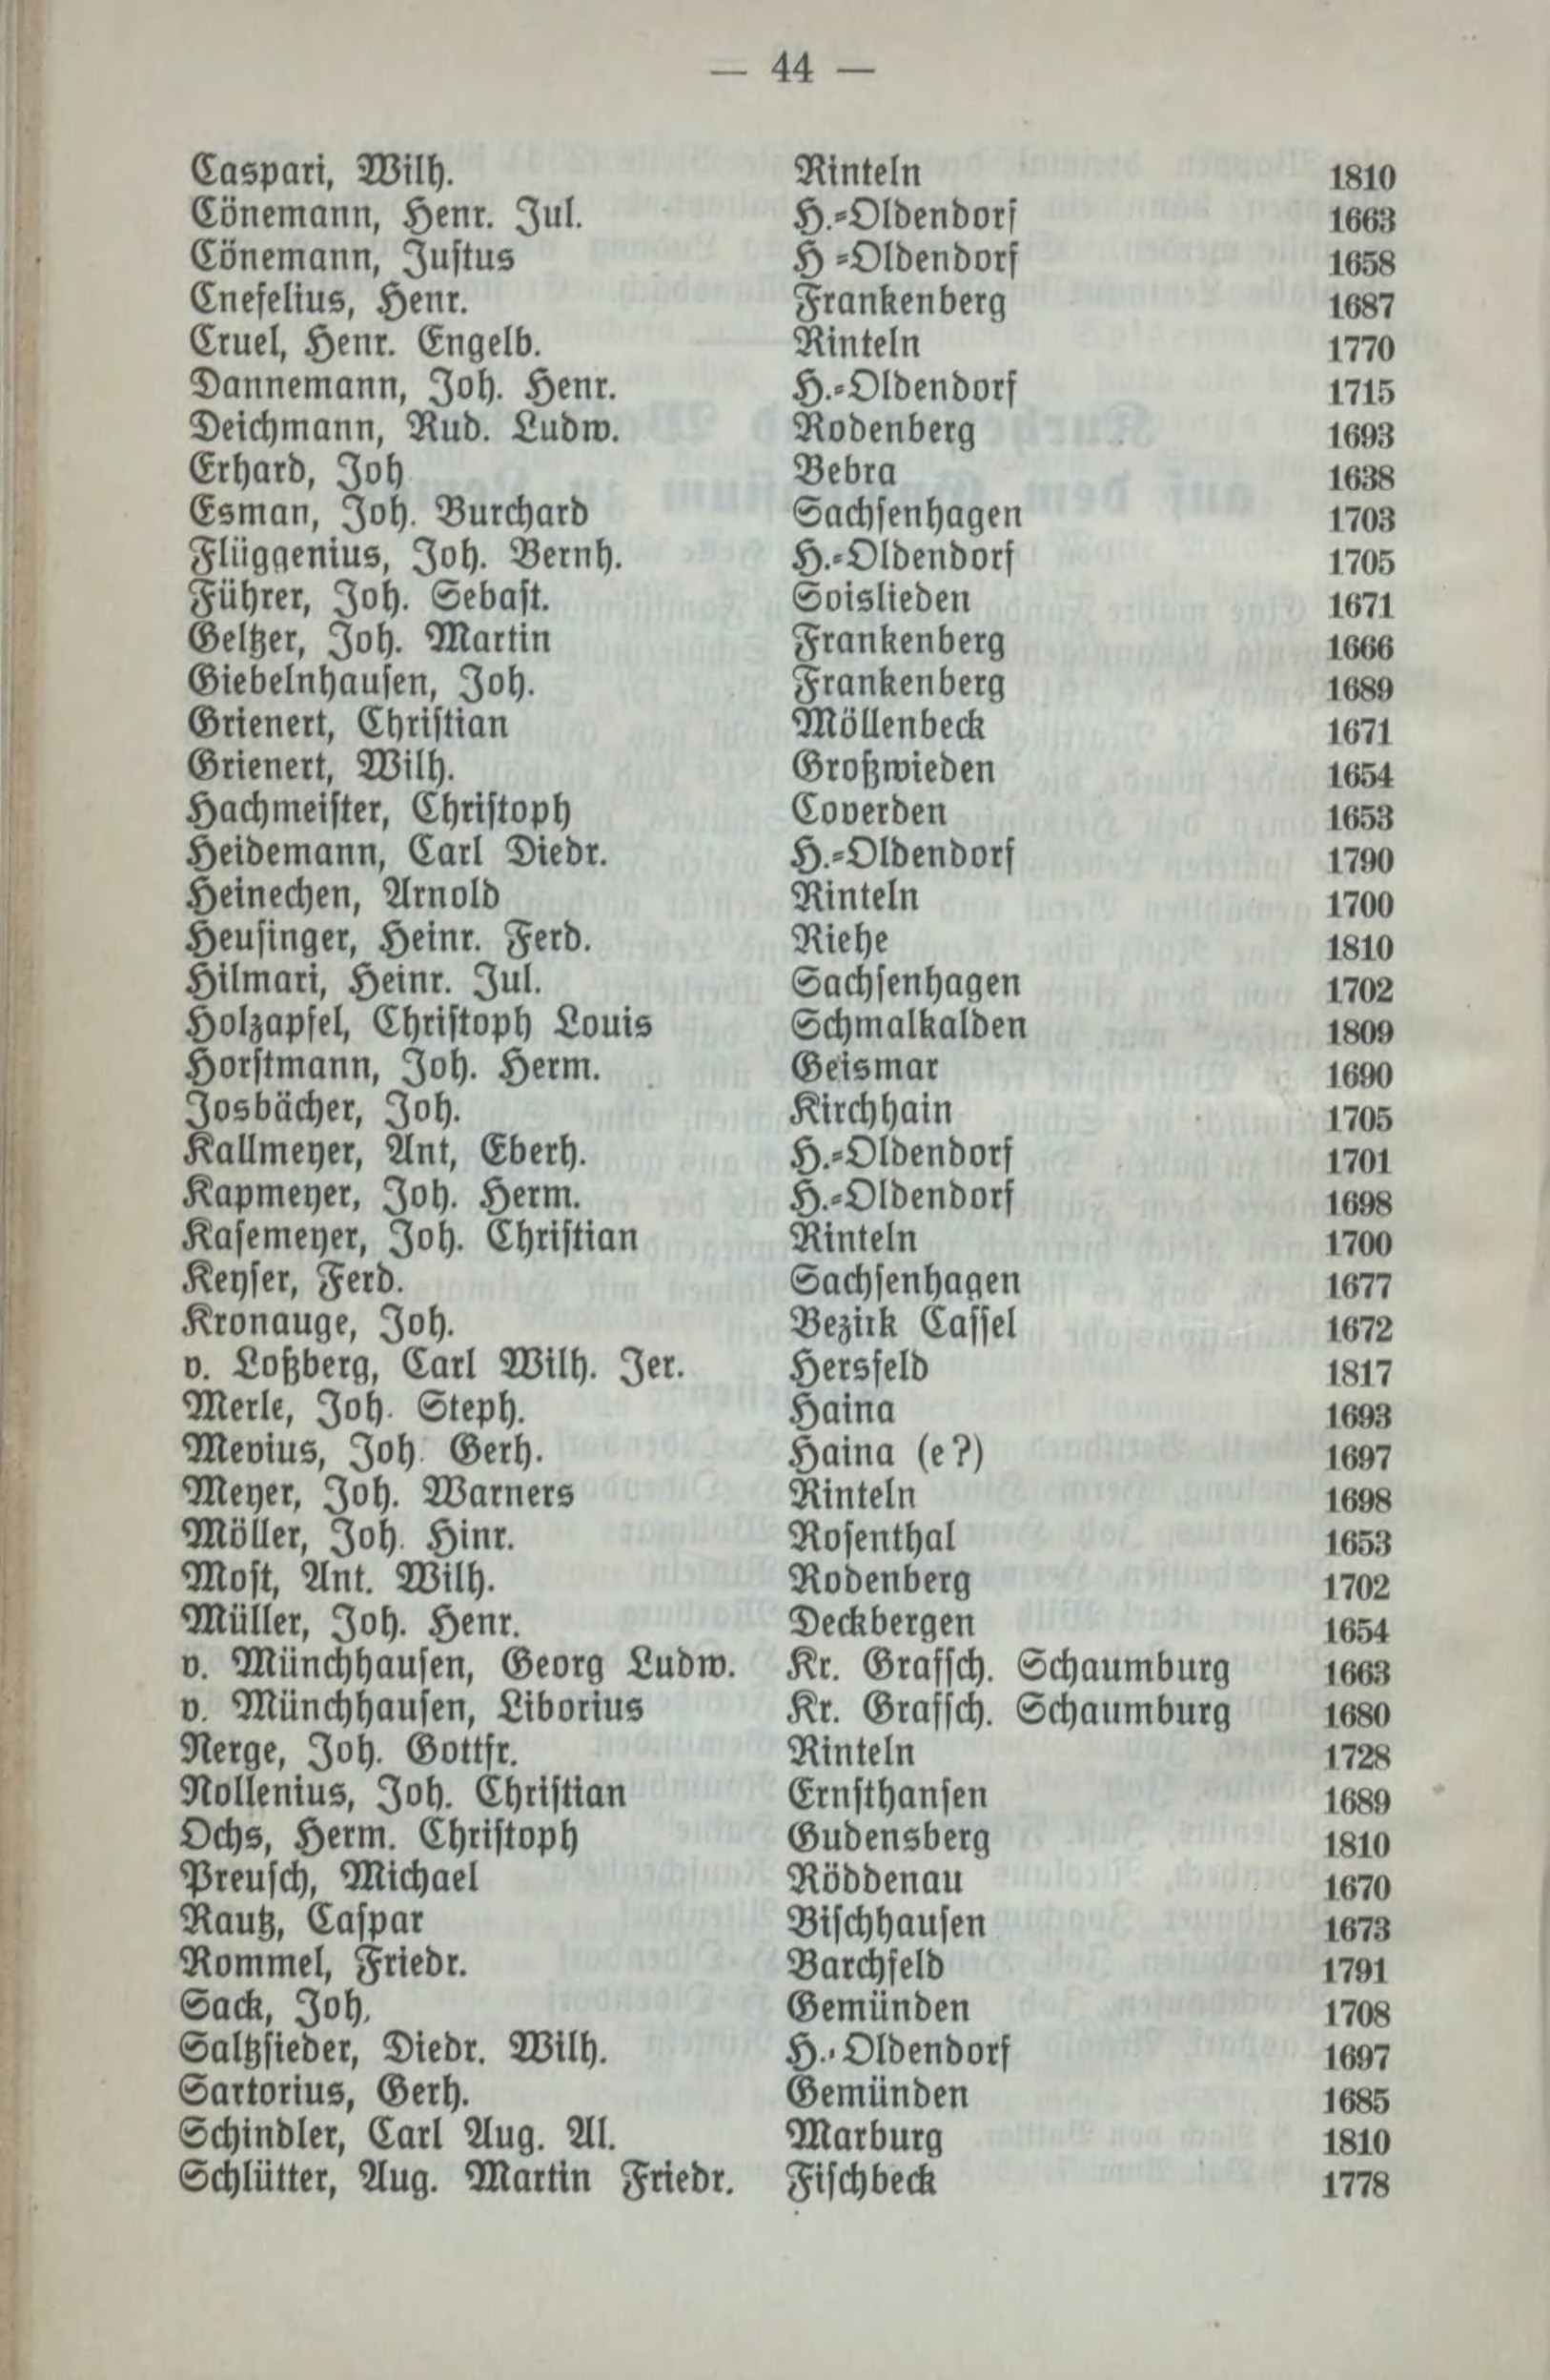 — 44 —
Caspari, Wilh. Rinteln 1810
Cönemann, Henr. Jul. H.-Oldendorf 1663
Cönemann, Justus H -Oldendorf 1658
Cnefelius, Henr. Frankenberg 1687
Cruel, Henr. Engelb. Rinteln 1770
Dannemann, Joh. Henr. H.-Oldendorf 1715
Deichmann, Rud. Ludw. Rodenberg 1693
Erhard, Joh Bebra 1638
Esman, Joh. Burchard Sachsenhagen 1703
Flüggenius, Joh. Bernh. H.-Oldendorf 1705
Führer, Joh. Sebast. Soislieden 1671
Geltzer, Joh. Martin Frankenberg 1666
Giebelnhausen, Joh. Frankenberg 1689
Grienert, Christian Möllenbeck 1671
Grienert, Wilh. Großwieden 1654
Hachmeister, Christoph Coverden 1653
Heidemann, Carl Diedr. H.-Oldendorf 1790
Heinechen, Arnold Rinteln 1700
Heusinger, Heinr. Ferd. Riehe 1810
Hilmari, Heinr. Jul. Sachsenhagen 1702
Holzapfel, Christoph Louis Schmalkalden 1809
Horstmann, Joh. Herm. Geismar 1690
Josbächer, Joh. Kirchhain 1705
Kallmeyer, Ant, Eberh. H.-Oldendorf 1701
Kapmeyer, Joh. Herm. H.-Oldendorf 1698
Kasemeyer, Joh. Christian Rinteln 1700
Keyser, Ferd. Sachsenhagen 1677
Kronauge, Joh. Bezirk Cassel 1672
v. Loßberg, Carl Wilh. Jer. Hersfeld 1817
Merle, Joh. Steph. Haina 1693
Mevius, Joh. Gerh. Haina (e?) 1697
Meyer, Joh. Warners Rinteln 1698
Möller, Joh. Hinr. Rosenthal 1653
Most, Ant. Wilh. Rodenberg 1702
Müller, Joh. Henr. Deckbergen 1654
v. Münchhausen, Georg Ludw. Kr. Grafsch. Schaumburg 1663
v. Münchhausen, Liborius Kr. Grafsch. Schaumburg 1680
Nerge, Joh. Gottfr. Rinteln 1728
Nollenius, Joh. Christian Ernsthansen 1689
Ochs, Herm. Christoph Gudensberg 1810
Preusch, Michael Röddenau 1670
Rautz, Caspar Bischhausen 1673
Rommel, Friedr. Barchfeld 1791
Sack, Joh. Gemünden 1708
Saltzsieder, Diedr. Wilh. H.-Oldendorf 1697
Sartorius, Gerh. Gemünden 1685
Schindler, Carl Aug. Al. Marburg 1810
Schlütter, Aug. Martin Friedr. Fischbeck 1778